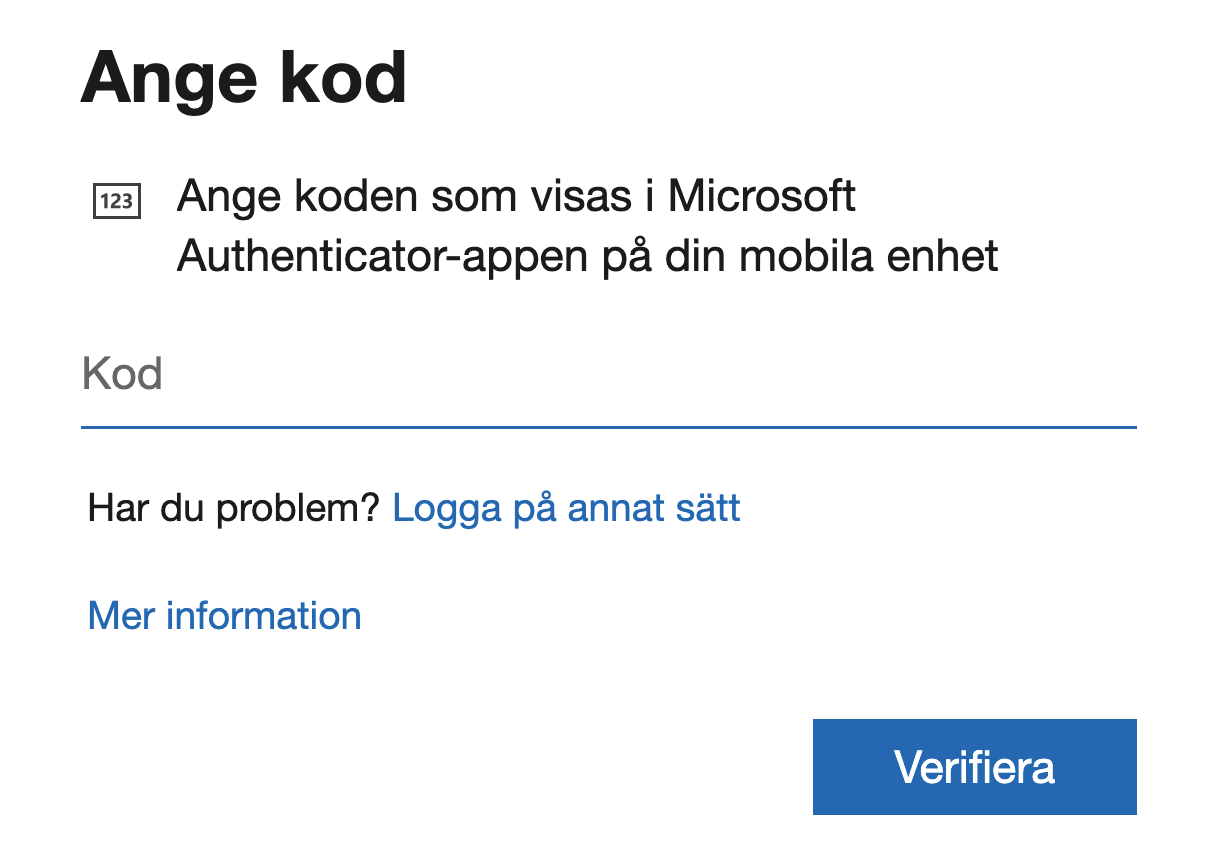 Ange kod
123
Ange koden som visas i Microsoft
Authenticator-appen på din mobila enhet
Kod
Har du problem? Logga på annat sätt
Mer information
Verifiera